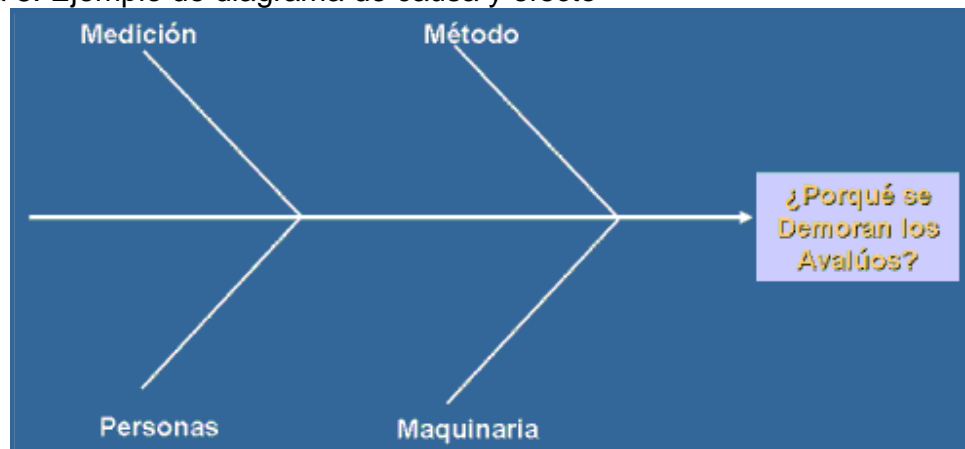 Ejemplo de diagrama de causa y efecto
Medición
Método
¿Porqué se
Demoran los
Avalúos?
Personas
Maquinaria